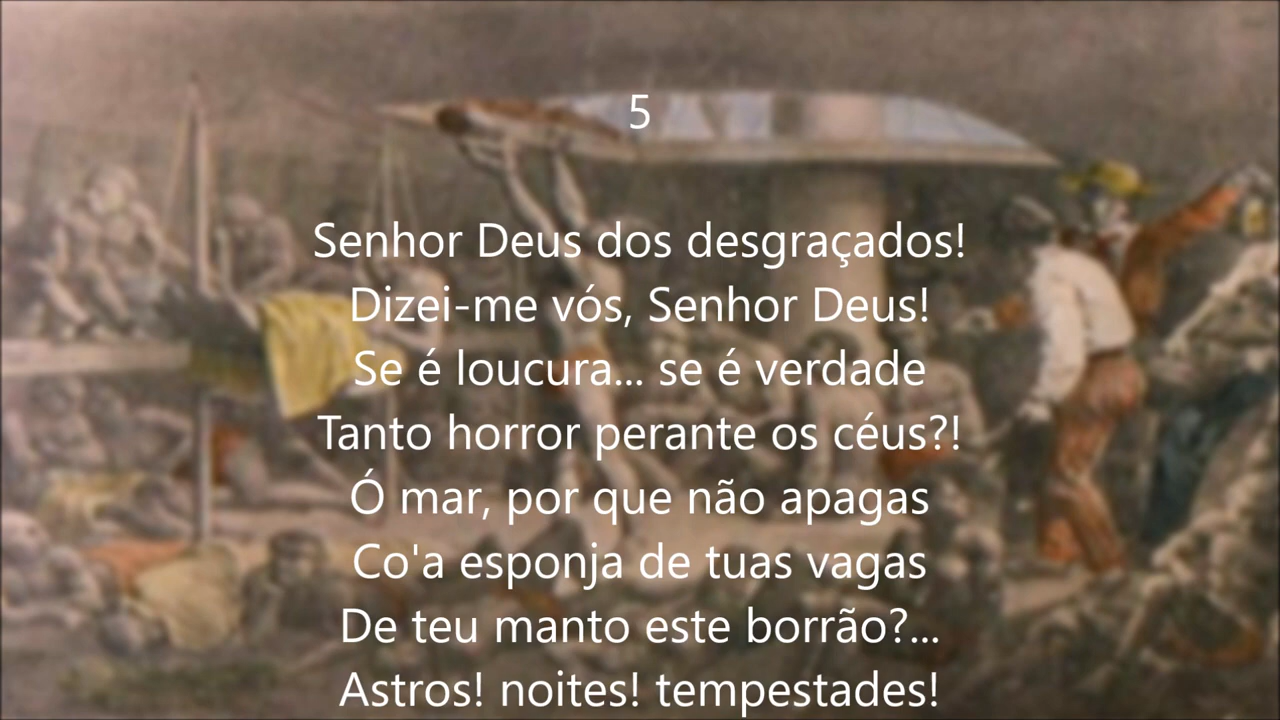 5
Senhor Deus dos desgraçados!
Dizei-me vós, Senhor Deus!
Se é loucura... se é verdade
Tanto horror perante os céus?!
Ó mar, por que não apagas
Co'a esponja de tuas vagas
De teu manto este borrão?...
Astros! noites! tempestades!